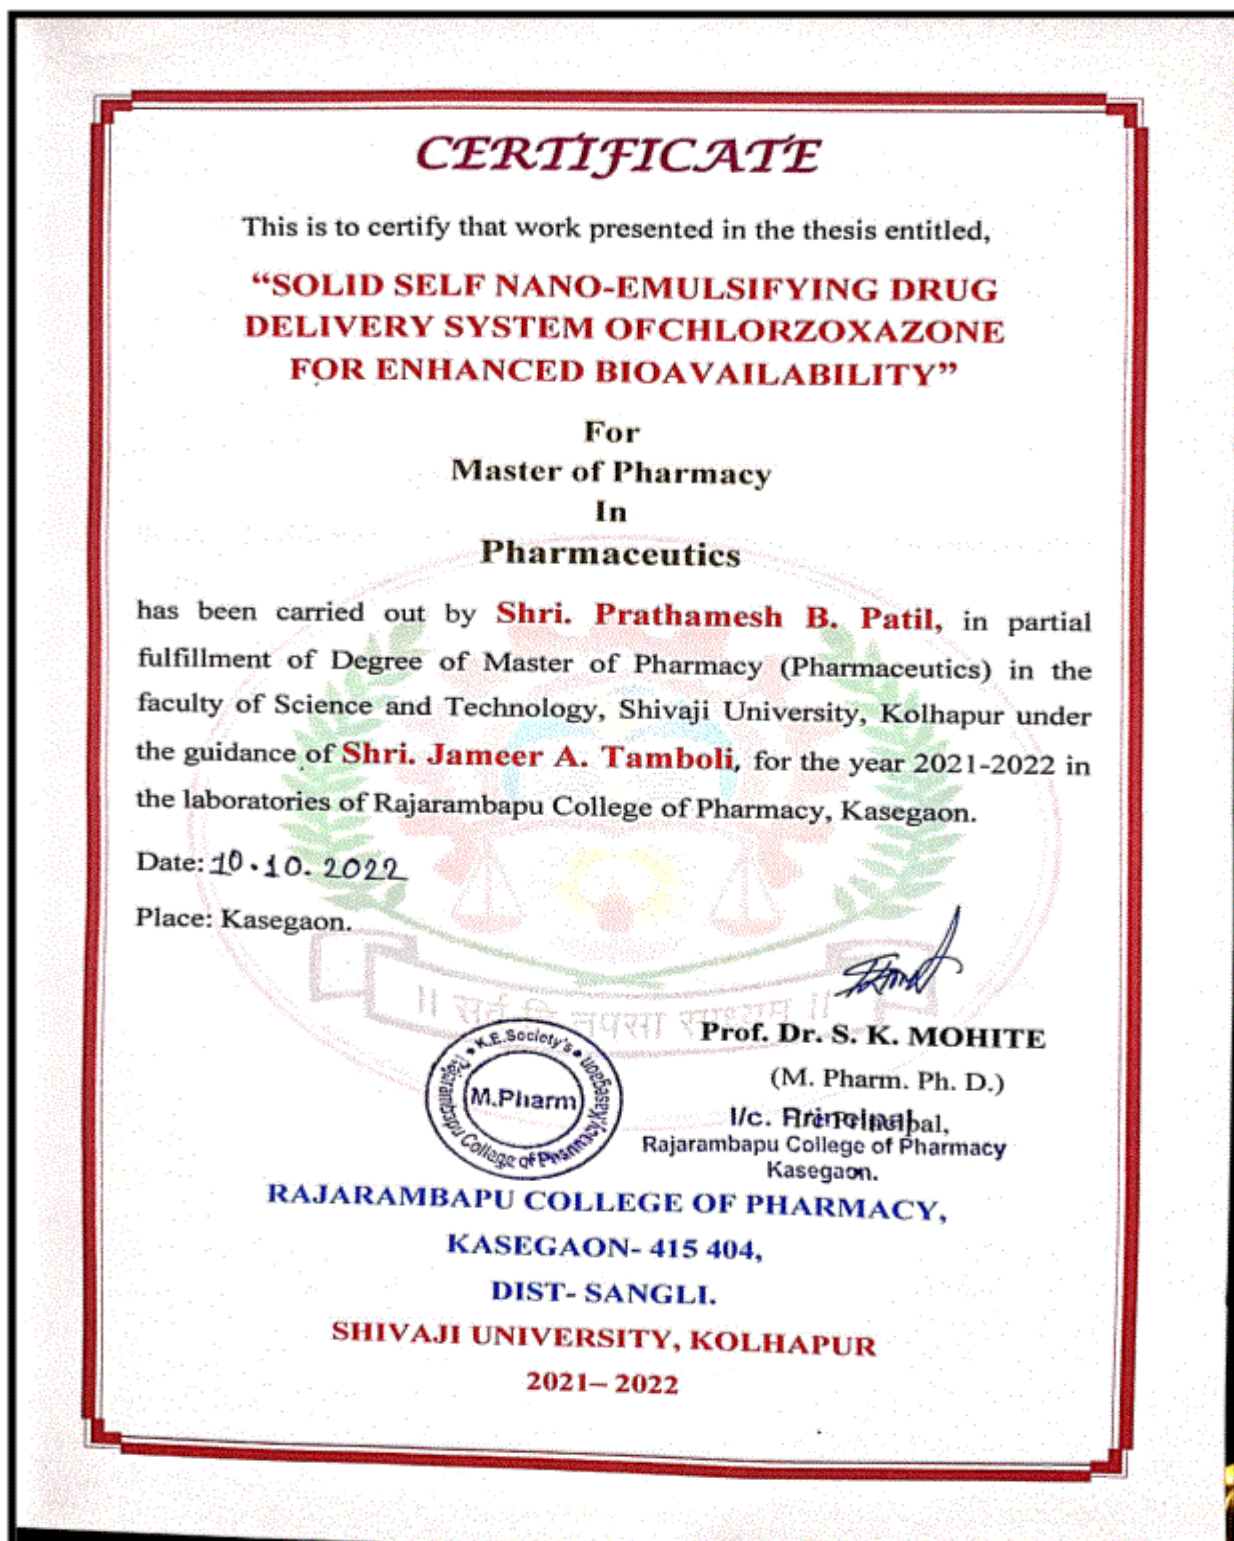 CERTIFICATE
This is to certify that work presented in the thesis entitled,
“SOLID SELF NANO-EMULSIFYING DRUG
DELIVERY SYSTEM OFCHLORZOXAZONE
FOR ENHANCED BIOAVAILABILITY”
For
Master of Pharmacy
In
Pharmaceutics
has been carried out by Shri. Prathamesh B. Patil, in partial
fulfillment of Degree of Master of Pharmacy (Pharmaceutics) in the
faculty of Science and Technology, Shivaji University, Kolhapur under
the guidance of Shri. Jameer A. Tamboli, for the year 2021-2022 in
the laboratories of Rajarambapu College of Pharmacy, Kasegaon.
Date: 10.10.2022
Place: Kasegaon.
Prof. Dr. S. K. MOHITE
(M. Pharm. Ph. D.)
I/c. Principal
Rajarambapu College of Pharmacy
Kasegaon.
K.E.Society's
Rajarambapu College of Pharmacy, Kasegaon
M.Pharm
RAJARAMBAPU COLLEGE OF PHARMACY,
KASEGAON- 415 404,
DIST- SANGLI.
SHIVAJI UNIVERSITY, KOLHAPUR
2021– 2022